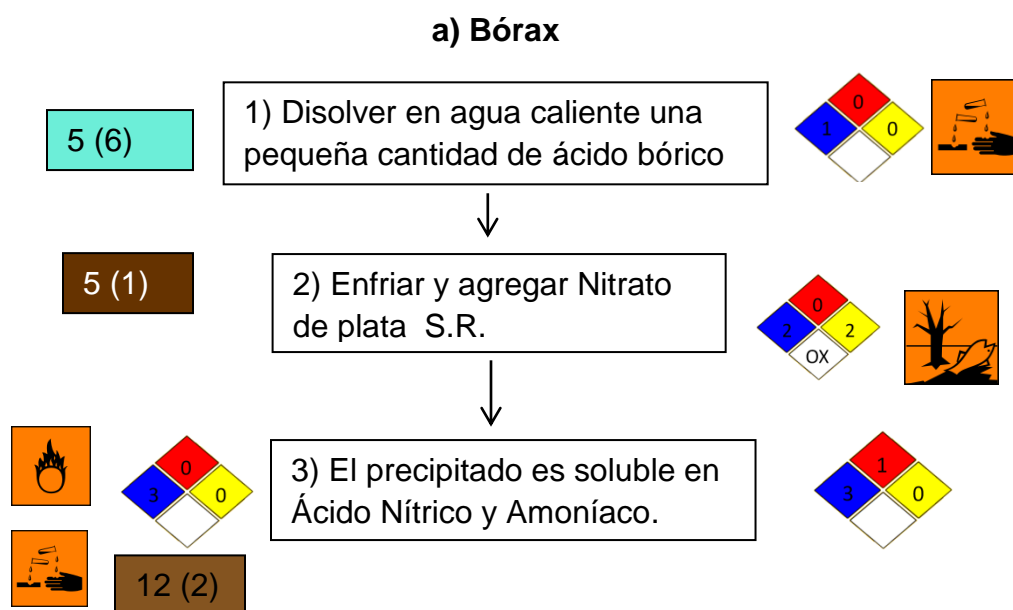 a) Bórax
5 (6)
1) Disolver en agua caliente una
pequeña cantidad de ácido bórico
0
1
0
5 (1)
2) Enfriar y agregar Nitrato
de plata S.R.
0
2
2
OX
3) El precipitado es soluble en
Ácido Nítrico y Amoníaco.
0
3
0
1
3
0
12 (2)